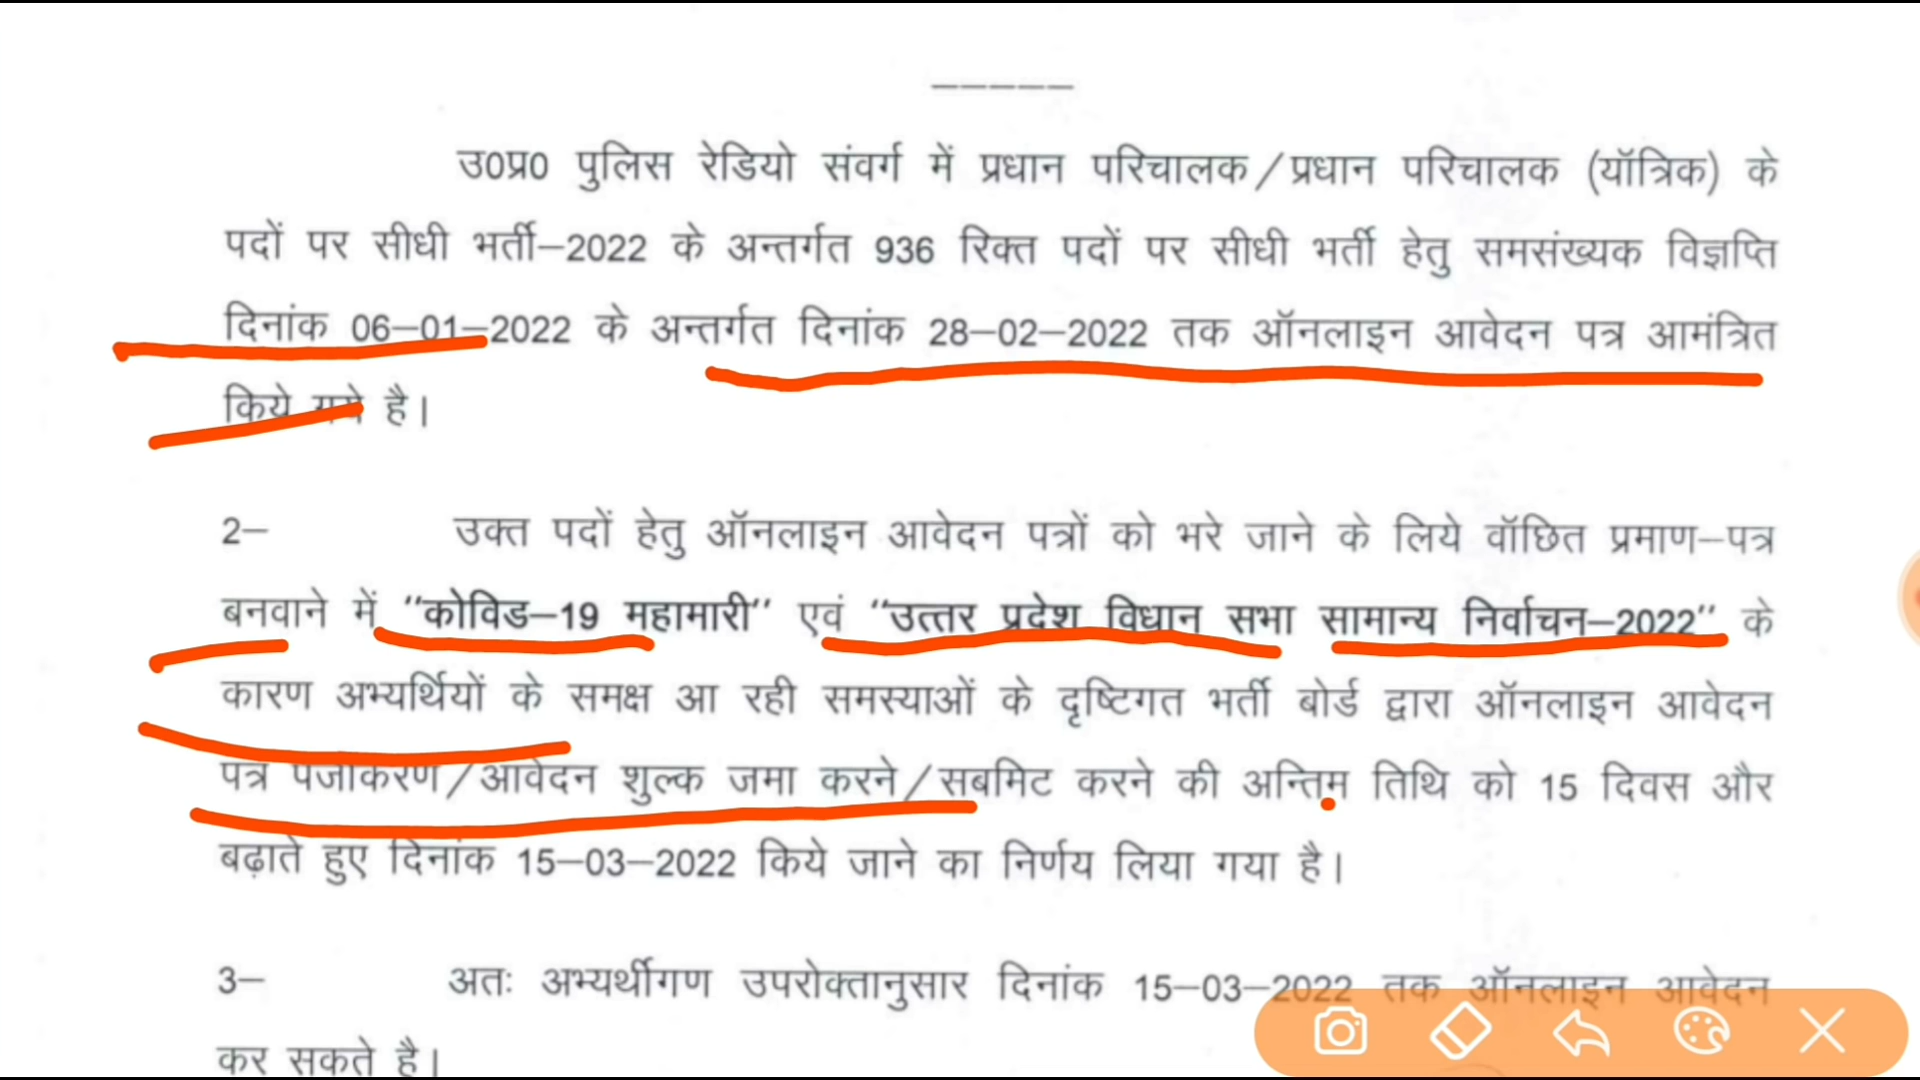 उ0प्र0 पुलिस रेडियो संवर्ग में प्रधान परिचालक/प्रधान परिचालक (यॉत्रिक) के
पदों पर सीधी भर्ती–2022 के अन्तर्गत 936 रिक्त पदों पर सीधी भर्ती हेतु समसंख्यक विज्ञप्ति
दिनांक 06–01–2022 के अन्तर्गत दिनांक 28–02–2022 तक ऑनलाइन आवेदन पत्र आमंत्रित
किये गये है।
2– उक्त पदों हेतु ऑनलाइन आवेदन पत्रों को भरे जाने के लिये वॉछित प्रमाण–पत्र
बनवाने में "कोविड–19 महामारी" एवं "उत्तर प्रदेश विधान सभा सामान्य निर्वाचन–2022" के
कारण अभ्यर्थियों के समक्ष आ रही समस्याओं के दृष्टिगत भर्ती बोर्ड द्वारा ऑनलाइन आवेदन
पत्र पंजीकरण/आवेदन शुल्क जमा करने/सबमिट करने की अन्तिम तिथि को 15 दिवस और
बढ़ाते हुए दिनांक 15–03–2022 किये जाने का निर्णय लिया गया है।
3– अतः अभ्यर्थीगण उपरोक्तानुसार दिनांक 15–03–2022 तक ऑनलाइन आवेदन
कर सकते है।